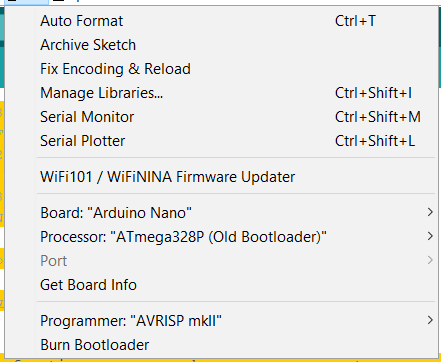 Auto Format Ctrl+T
Archive Sketch
Fix Encoding & Reload
Manage Libraries... Ctrl+Shift+I
Serial Monitor Ctrl+Shift+M
Serial Plotter Ctrl+Shift+L
WiFi101 / WiFiNINA Firmware Updater
Board: "Arduino Nano"
Processor: "ATmega328P (Old Bootloader)"
Port
Get Board Info
Programmer: "AVRISP mkII"
Burn Bootloader